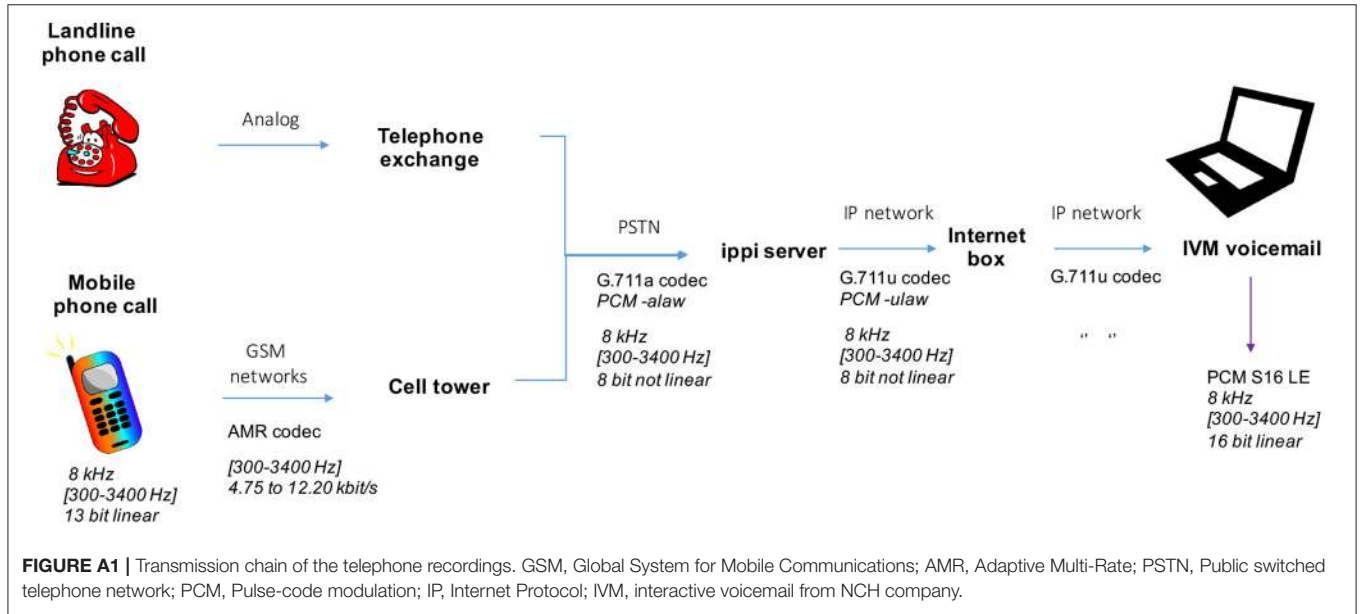 Landline
phone call
Analog
Telephone
exchange
Mobile
phone call
8 kHz
[300-3400 Hz]
13 bit linear
GSM
networks
AMR codec
[300-3400 Hz]
4.75 to 12.20 kbit/s
Cell tower
PSTN
G.711a codec
PCM -alaw
8 kHz
[300-3400 Hz]
8 bit not linear
ippi server
IP network
G.711u codec
PCM -ulaw
8 kHz
[300-3400 Hz]
8 bit not linear
Internet
box
IP network
G.711u codec
‘’ ‘’
IVM voicemail
PCM S16 LE
8 kHz
[300-3400 Hz]
16 bit linear
FIGURE A1 | Transmission chain of the telephone recordings. GSM, Global System for Mobile Communications; AMR, Adaptive Multi-Rate; PSTN, Public switched
telephone network; PCM, Pulse-code modulation; IP, Internet Protocol; IVM, interactive voicemail from NCH company.